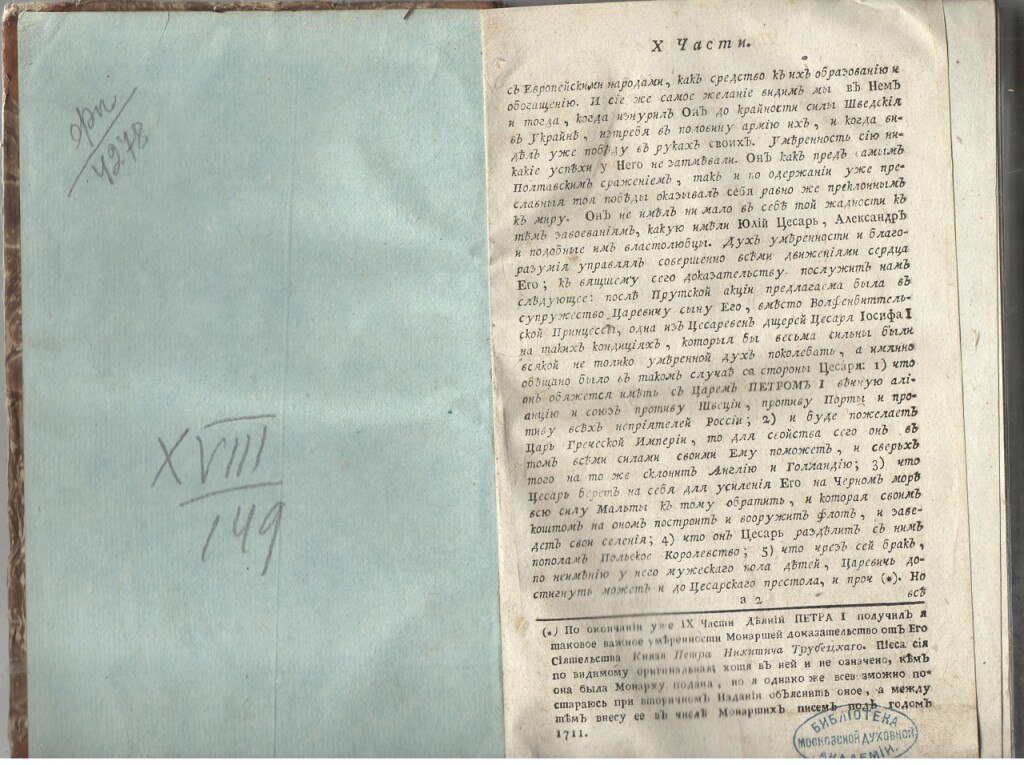 орп
4278
XVIII
149
X Части.
съ Европейскими народами, какъ средство къ ихъ образованію и
обогащенію. И сіе же самое желаніе видимъ мы въ Немъ
и тогда, когда изнурилъ Онъ до крайности силы Шведскія
въ Украйнѣ, изтребя въ половину армію ихъ, и когда ви-
дѣлъ уже побѣду въ рукахъ своихъ. Умѣренность сію ни-
какіе успѣхи у Него не затмѣвали. Онъ какъ предъ самымъ
Полтавскимъ сраженіемъ, такъ и по одержаніи уже пре-
славныя тоя побѣды оказывалъ себя равно же преклоннымъ
къ миру. Онъ не имѣлъ ни мало въ себѣ той жадности къ
тѣмъ завоеваніямъ, какую имѣли Юлій Цесарь, Александръ
и подобные имъ властолюбцы. Духъ умѣренности и благо-
разумія управлялъ совершенно всѣми движеніями сердца
Его; къ вящшему сего доказательству послужитъ намъ
слѣдующее: послѣ Прутской акціи предлагаема была въ
супружество Царевичу сыну Его, вмѣсто Волфенбиттель-
ской Принцессы, одна изъ Цесаревенъ дщерей Цесаря Іосифа I
на такихъ кондиціяхъ, которыя бы весьма сильны были
всякой не толико умѣренной духъ поколебать, а имянно
обѣщано было въ такомъ случаѣ со стороны Цесаря: 1) что
онъ обяжется имѣть съ Царемъ ПЕТРОМЪ I вѣчную алі-
анцію и союзъ противу Швеціи, противу Порты и про-
тиву всѣхъ непріятелей Россіи; 2) и буде пожелаетъ
Царь Греческой Имперіи, то для свойства сего онъ въ
томъ всѣми силами своими Ему поможетъ, и сверьхъ
того на то же склонитъ Англію и Голландію; 3) что
Цесарь беретъ на себя для усиленія Его на Черномъ морѣ
всю силу Мальты къ тому обратить, и которая своимъ
коштомъ на ономъ построитъ и вооружитъ флотъ, и заве-
детъ свои селенія; 4) что онъ Цесарь раздѣлитъ съ нимъ
пополамъ Польское Королевство; 5) что чрезъ сей бракъ,
по неимѣнію у него мужескаго пола дѣтей, Царевичь до-
стигнуть можетъ и до Цесарскаго престола, и проч (*). Но
а 2
всѣ
(*) По окончаніи уже IX Части Дѣяній ПЕТРА I получилъ я
таковое важное умѣренности Монаршей доказательство отъ Его
Сіятельства Князя Петра Никитича Трубецкаго. Піеса сія
по видимому оригинальная; хотя въ ней и не означено, кѣмъ
она была Монарху подана, но я однако же всевозможно по-
стараюсь при вторичномъ Изданіи объяснить оное, а между
тѣмъ внесу ее въ числѣ Монаршихъ писемъ подъ годомъ
1711.
БИБЛІОТЕКА
МОСКОВСКОЙ ДУХОВНОЙ
АКАДЕМІИ.